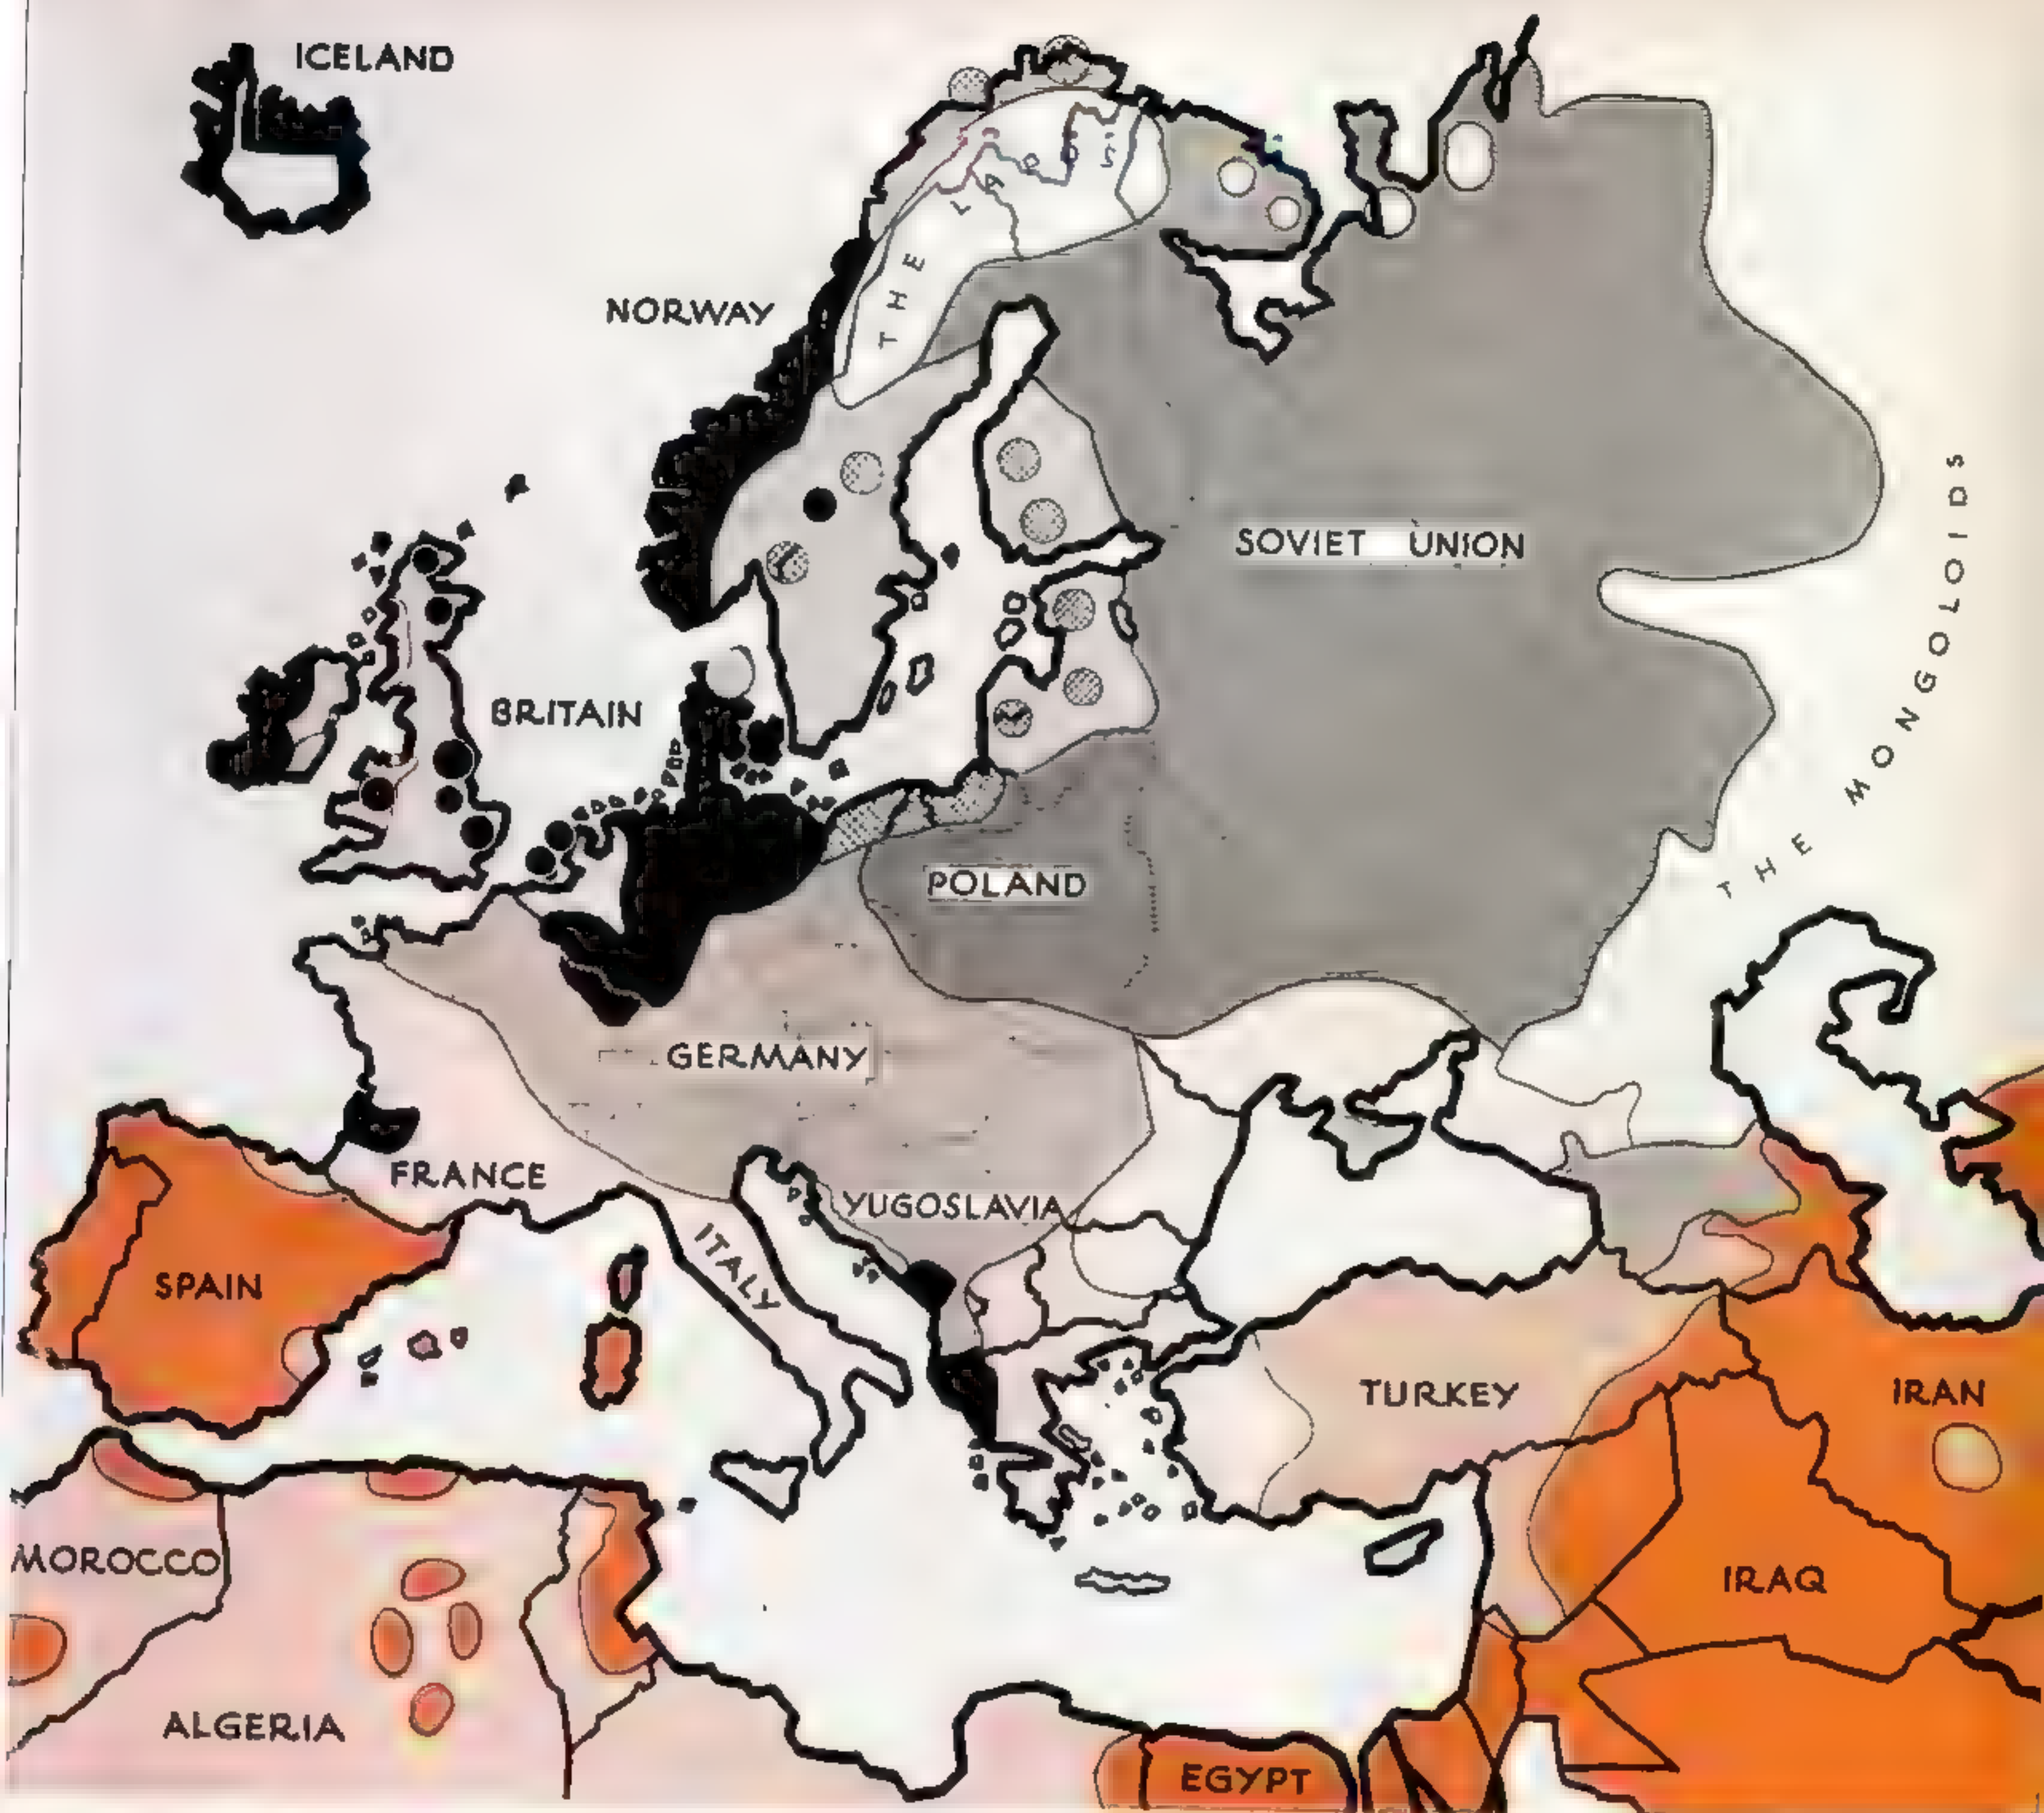 ICELAND
THE LAPPS
NORWAY
SOVIET UNION
THE MONGOLOIDS
BRITAIN
POLAND
GERMANY
FRANCE
YUGOSLAVIA
ITALY
SPAIN
TURKEY
IRAN
MOROCCO
IRAQ
ALGERIA
EGYPT